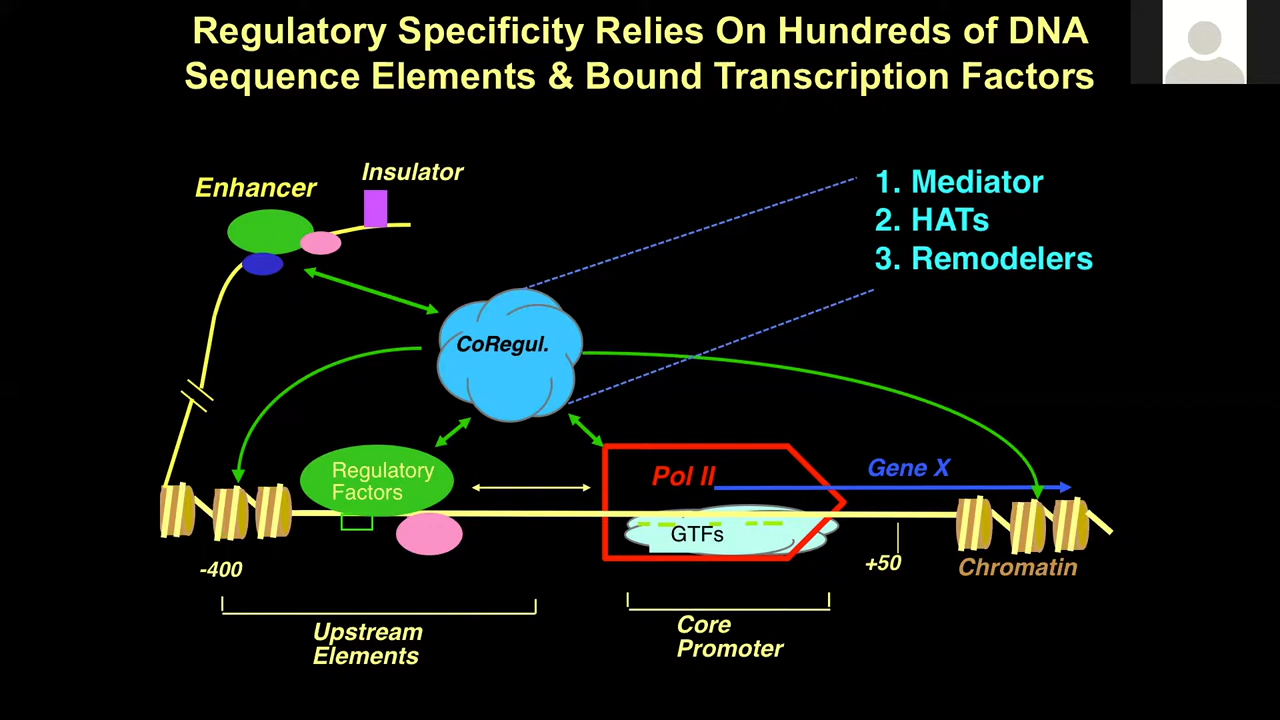 Regulatory Specificity Relies On Hundreds of DNA
Sequence Elements & Bound Transcription Factors
Enhancer
Insulator
1. Mediator
2. HATs
3. Remodelers
CoRegul.
Regulatory
Factors
Pol II
Gene X
GTFs
-400
+50
Chromatin
Upstream
Elements
Core
Promoter